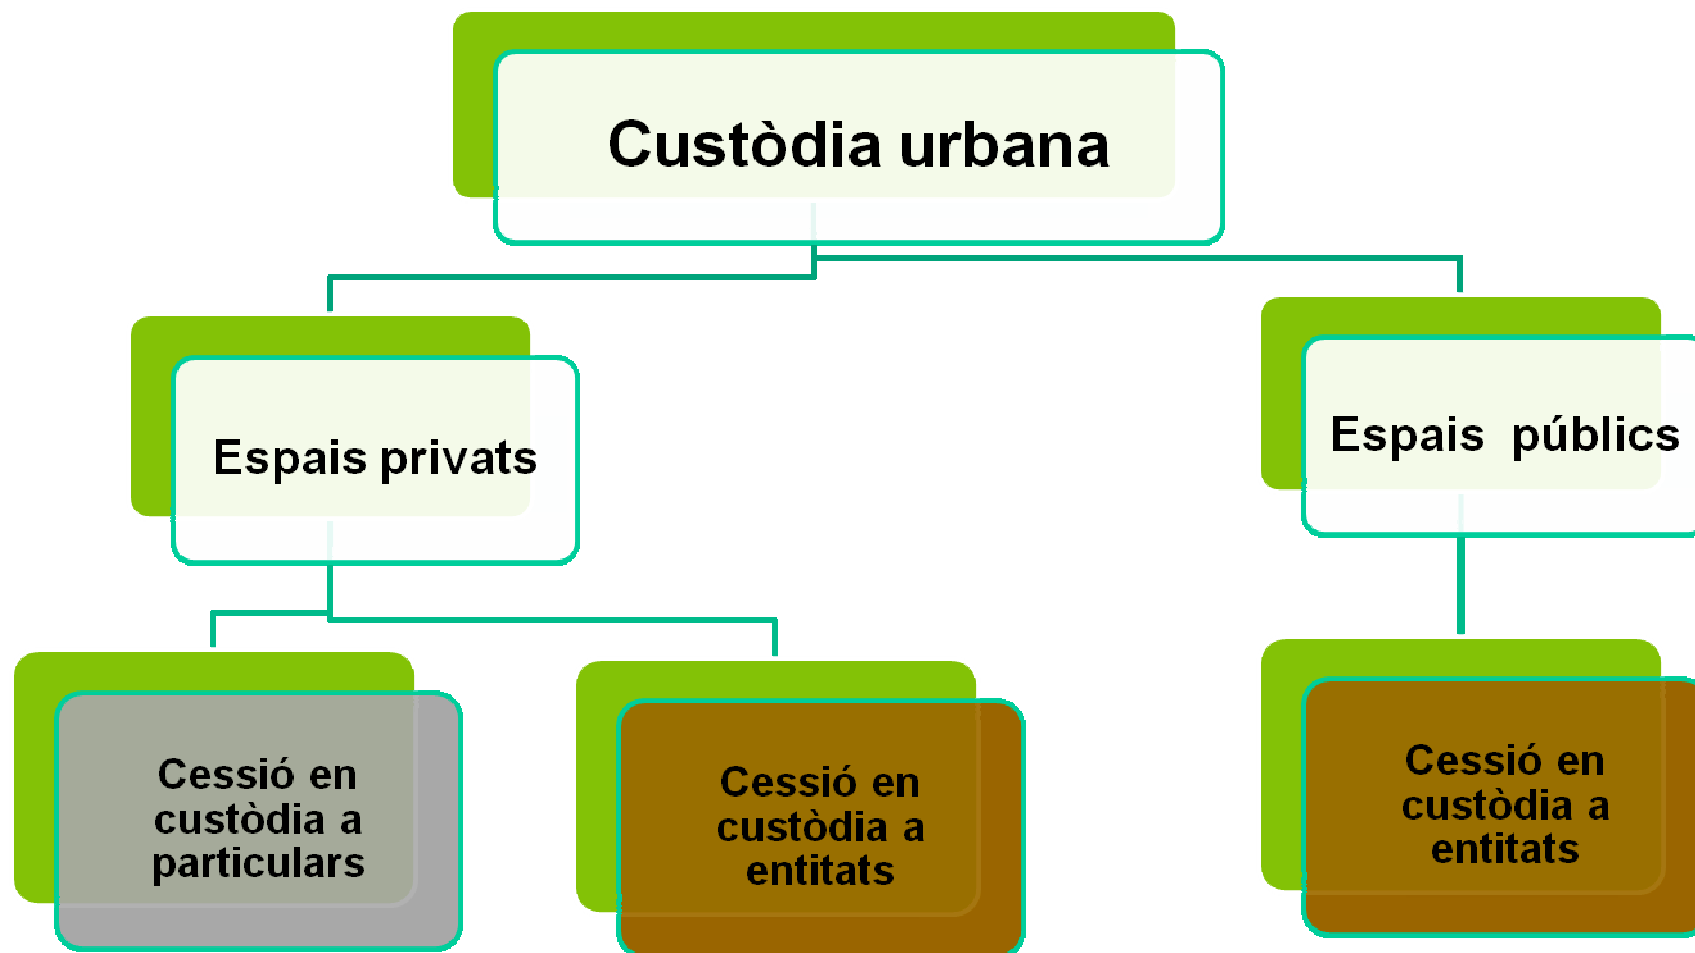 Custòdia urbana
Espais privats
Espais  públics
Cessió en
custòdia a
particulars
Cessió en
custòdia a
entitats
Cessió en
custòdia a
entitats